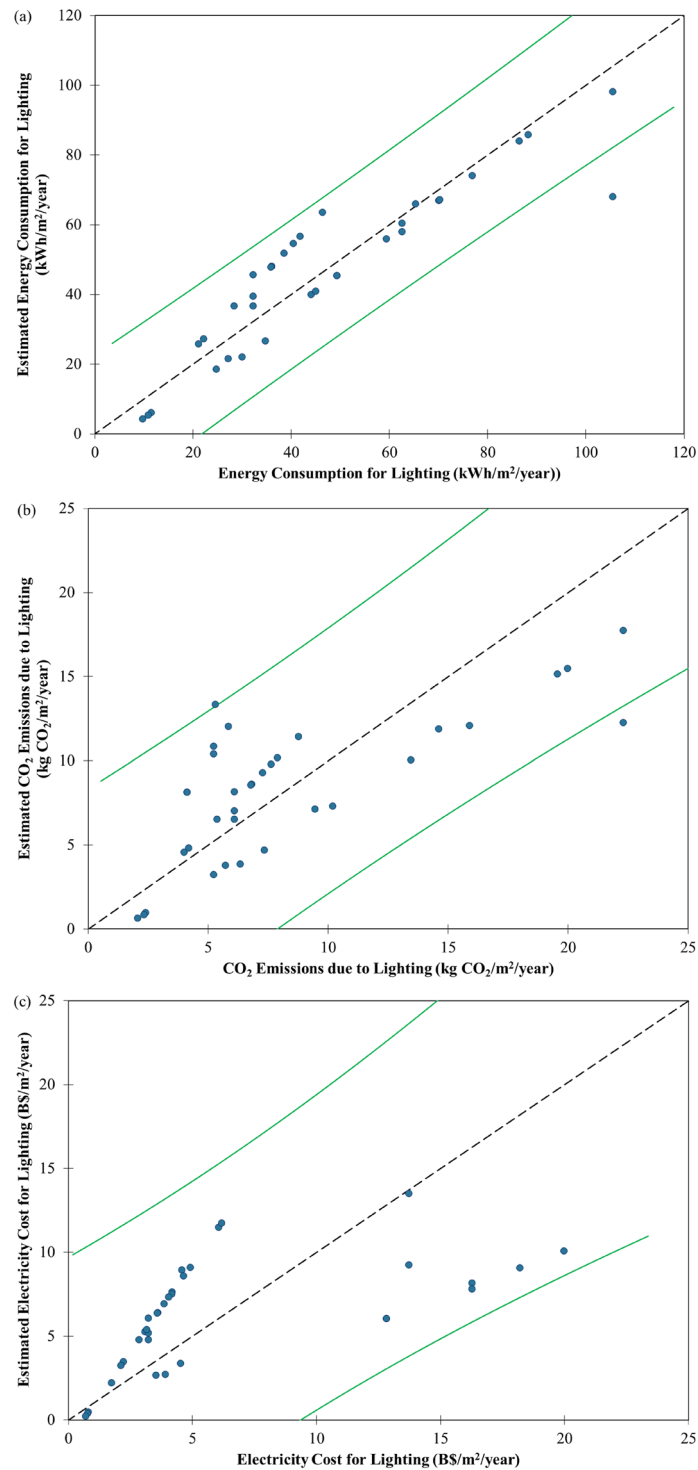 (a)
120
100
80
60
40
20
0
Estimated Energy Consumption for Lighting
(kWh/m²/year)
0 20 40 60 80 100 120
Energy Consumption for Lighting (kWh/m²/year))
(b)
25
20
15
10
5
0
Estimated CO₂ Emissions due to Lighting
(kg CO₂/m²/year)
0 5 10 15 20 25
CO₂ Emissions due to Lighting (kg CO₂/m²/year)
(c)
25
20
15
10
5
0
Estimated Electricity Cost for Lighting (B$/m²/year)
0 5 10 15 20 25
Electricity Cost for Lighting (B$/m²/year)